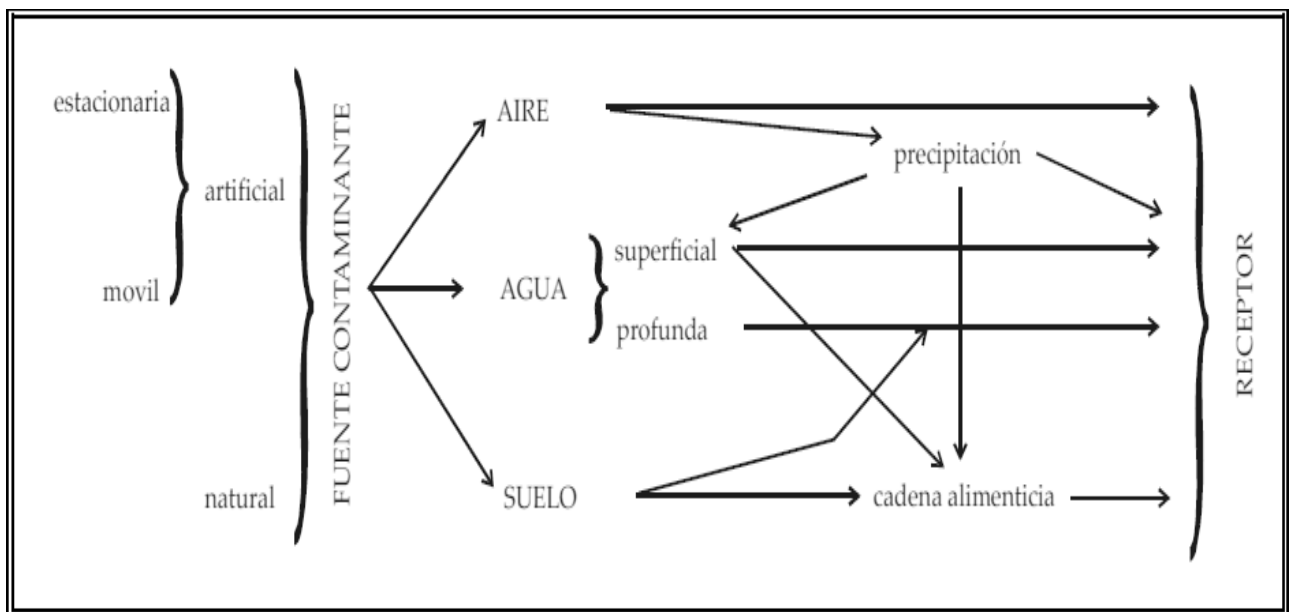 estacionaria
artificial
movil
natural
FUENTE CONTAMINANTE
AIRE
AGUA
SUELO
superficial
profunda
precipitación
cadena alimenticia
RECEPTOR